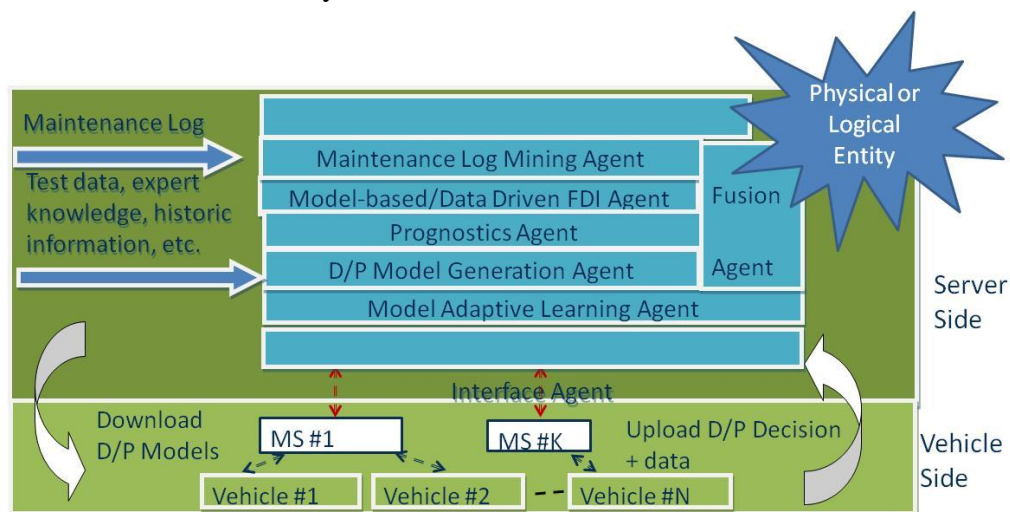 Physical or
Logical
Entity
Maintenance Log
Test data, expert
knowledge, historic
information, etc.
Maintenance Log Mining Agent
Model-based/Data Driven FDI Agent
Prognostics Agent
D/P Model Generation Agent
Fusion
Agent
Model Adaptive Learning Agent
Server
Side
Interface Agent
Download
D/P Models
MS #1
MS #K
Upload D/P Decision
+ data
Vehicle
Side
Vehicle #1
Vehicle #2
Vehicle #N